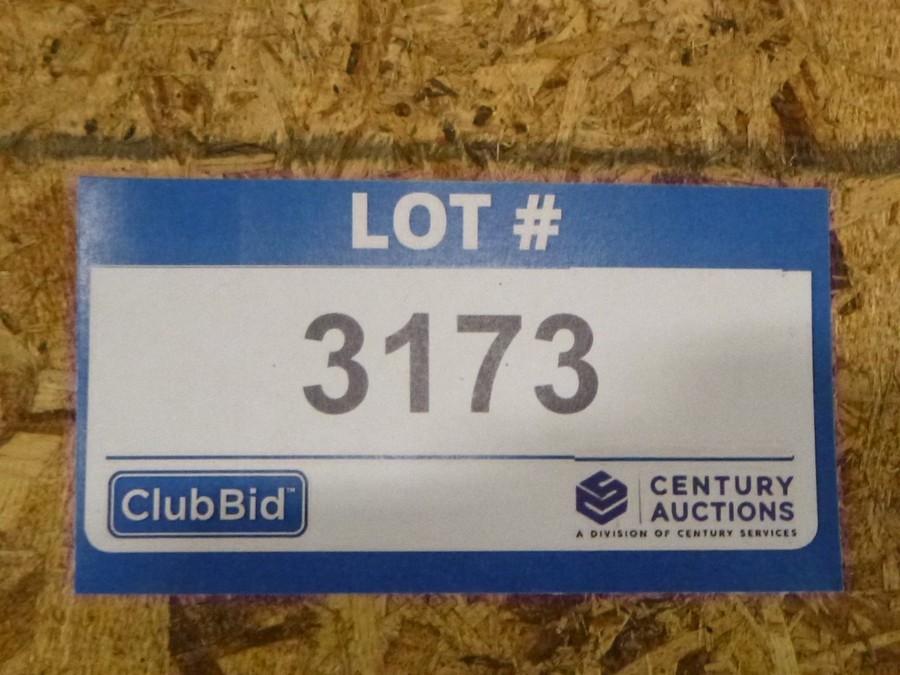 LOT #
3173
ClubBid™
CENTURY
AUCTIONS
A DIVISION OF CENTURY SERVICES